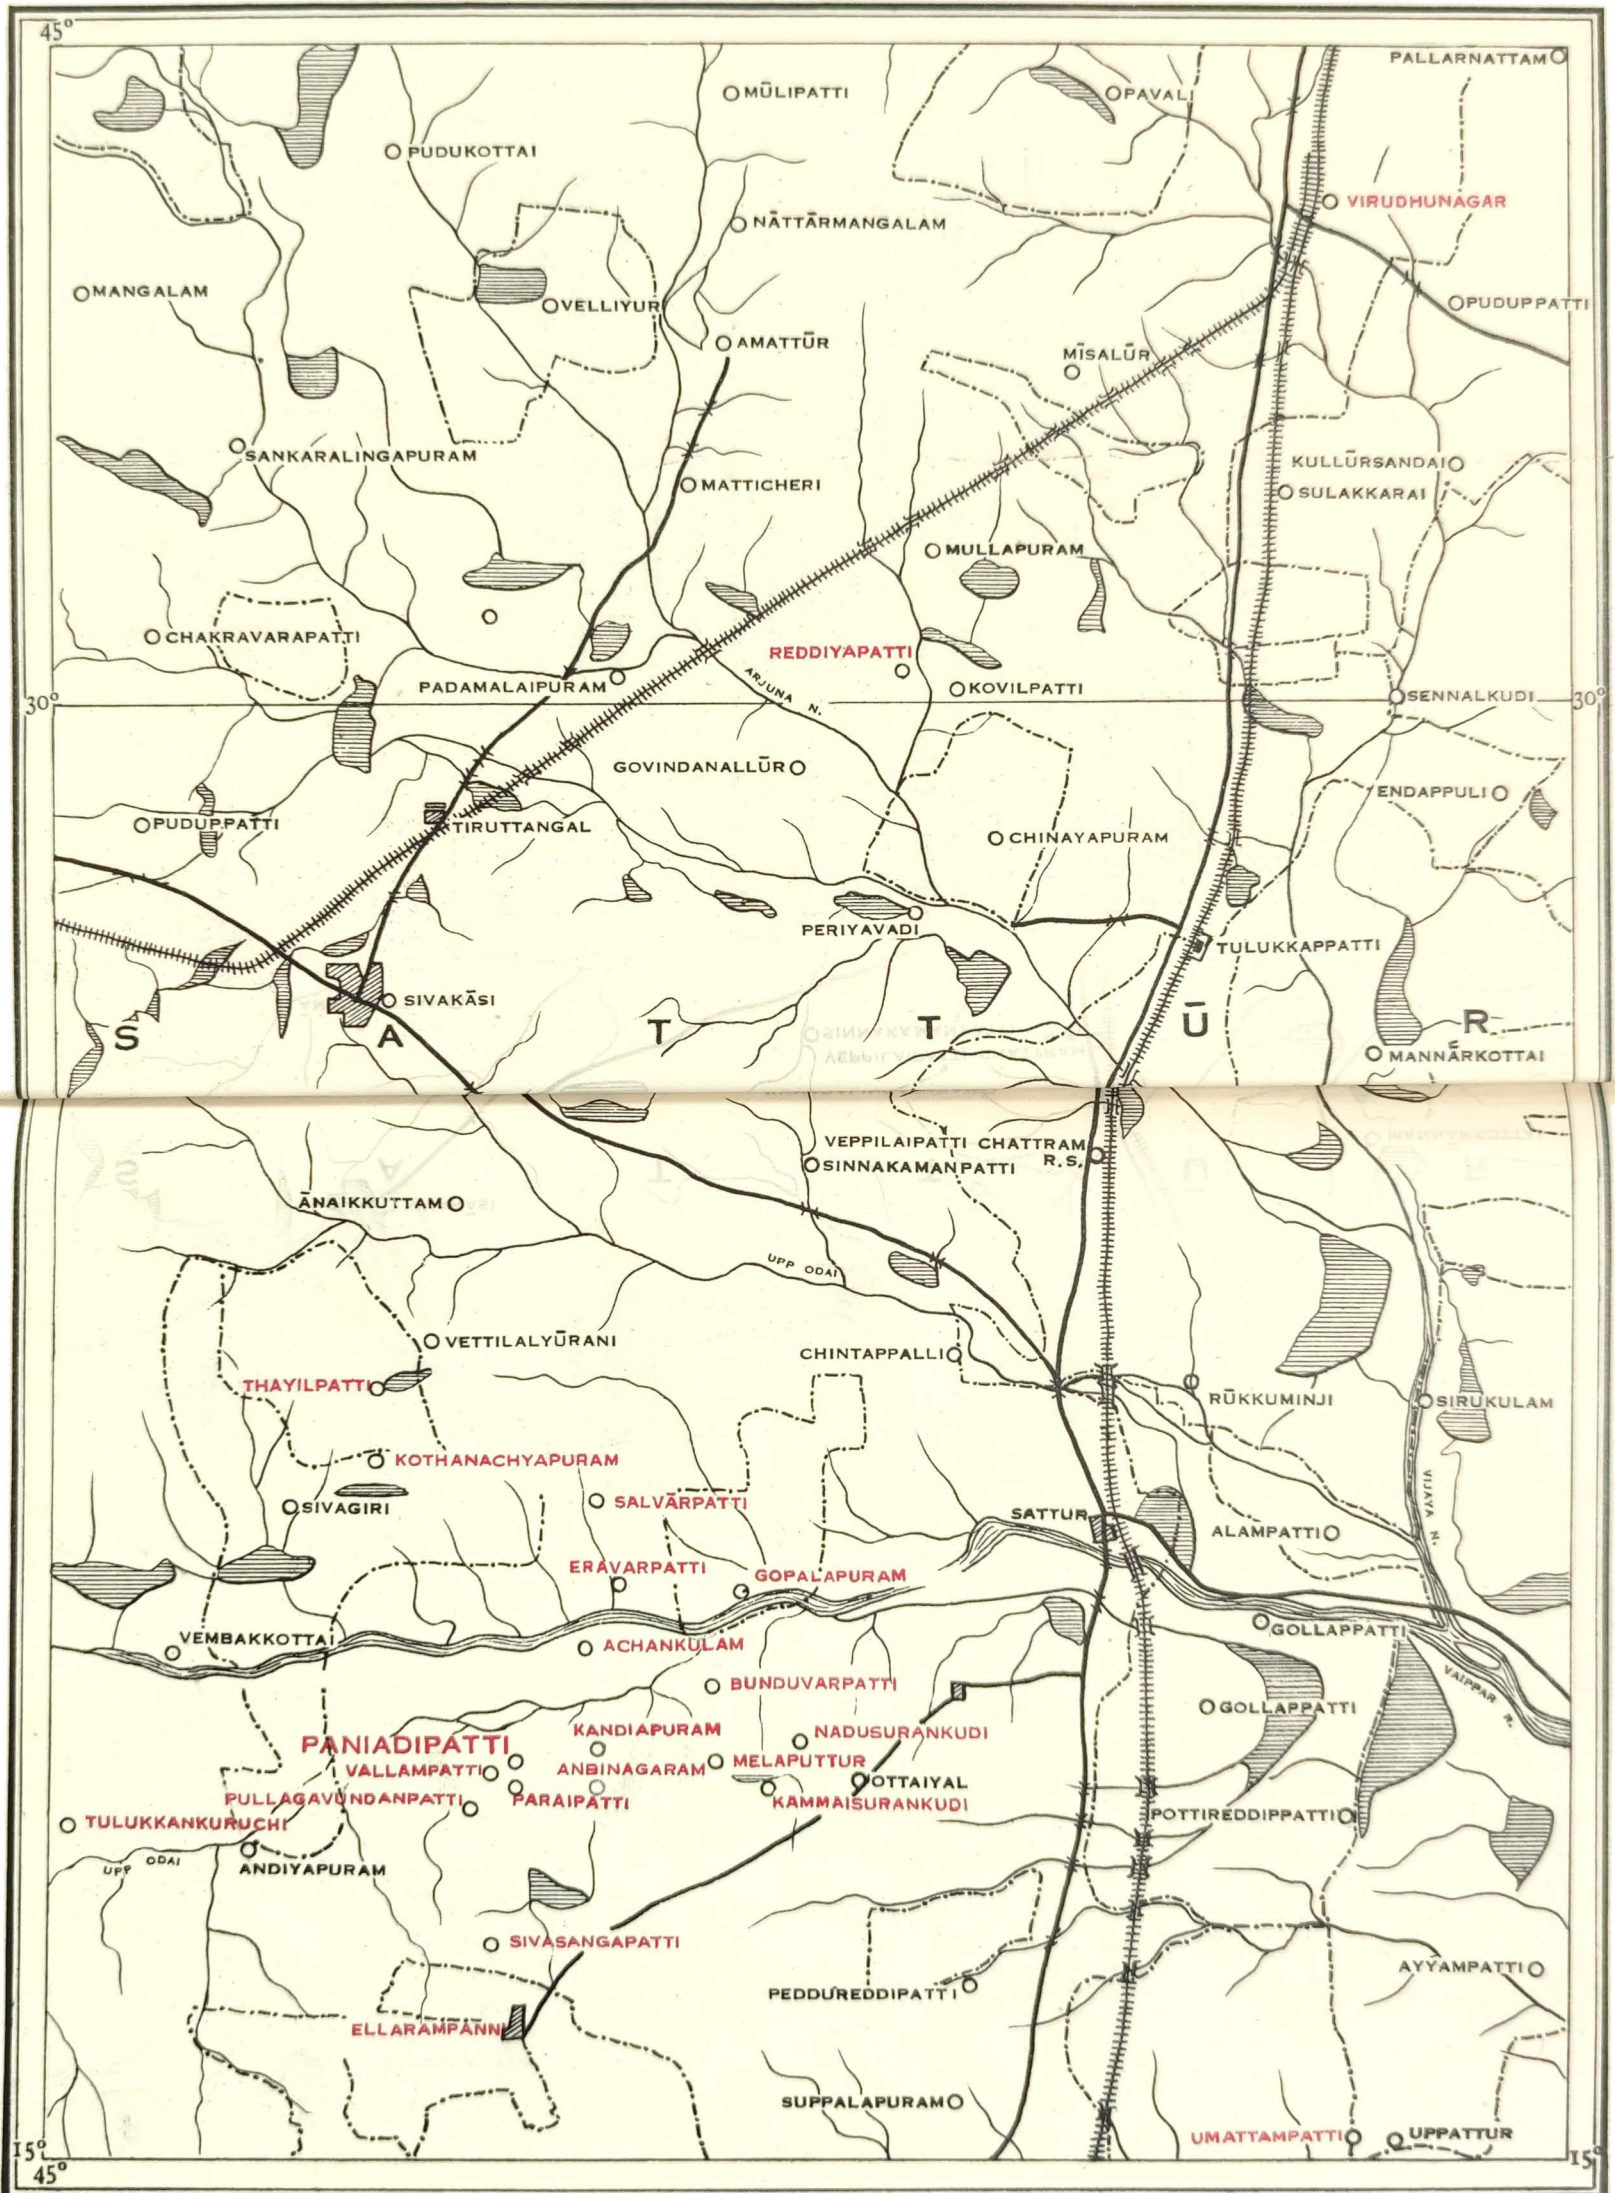 45°
PALLARNATTAM
MŪLIPATTI
PAVALI
PUDUKOTTAI
VIRUDHUNAGAR
NĀTTĀRMANGALAM
MANGALAM
VELLIYUR
PUDUPPATTI
AMATTŪR
MĪSALŪR
SANKARALINGAPURAM
KULLŪRSANDAI
MATTICHERI
SULAKKARAI
MULLAPURAM
CHAKRAVARAPATTI
REDDIYAPATTI
PADAMALAIPURAM
ARJUNA N.
KOVILPATTI
SENNALKUDI
30°
30°
GOVINDANALLŪR
ENDAPPULI
PUDUPPATTI
TIRUTTANGAL
CHINAYAPURAM
PERIYAVADI
TULUKKAPPATTI
SIVAKĀSI
S A T T Ū R
MANNĀRKOTTAI
VEPPILAIPATTI CHATTRAM
R.S.
SINNAKAMANPATTI
ĀNAIKKUTTAM
UPP ODAI
VETTILALYŪRANI
CHINTAPPALLI
THAYILPATTI
RŪKKUMINJI
SIRUKULAM
KOTHANACHYAPURAM
VIJAYA N.
SIVAGIRI
SALVĀRPATTI
SATTUR
ALAMPATTI
ERAVARPATTI
GOPALAPURAM
VEMBAKKOTTAI
ACHANKULAM
GOLLAPPATTI
VAIPPAR R.
BUNDUVARPATTI
GOLLAPPATTI
PANIADIPATTI
KANDIAPURAM
NADUSURANKUDI
VALLAMPATTI
ANBINAGARAM
MELAPUTTUR
OTTAIYAL
PULLAGAVUNDANPATTI
PARAIPATTI
KAMMAISURANKUDI
POTTIREDDIPPATTI
TULUKKANKURUCHI
UPP ODAI
ANDIYAPURAM
SIVASANGAPATTI
AYYAMPATTI
PEDDUREDDIPATTI
ELLARAMPANNI
SUPPALAPURAM
UMATTAMPATTI
UPPATTUR
15°
15°
45°